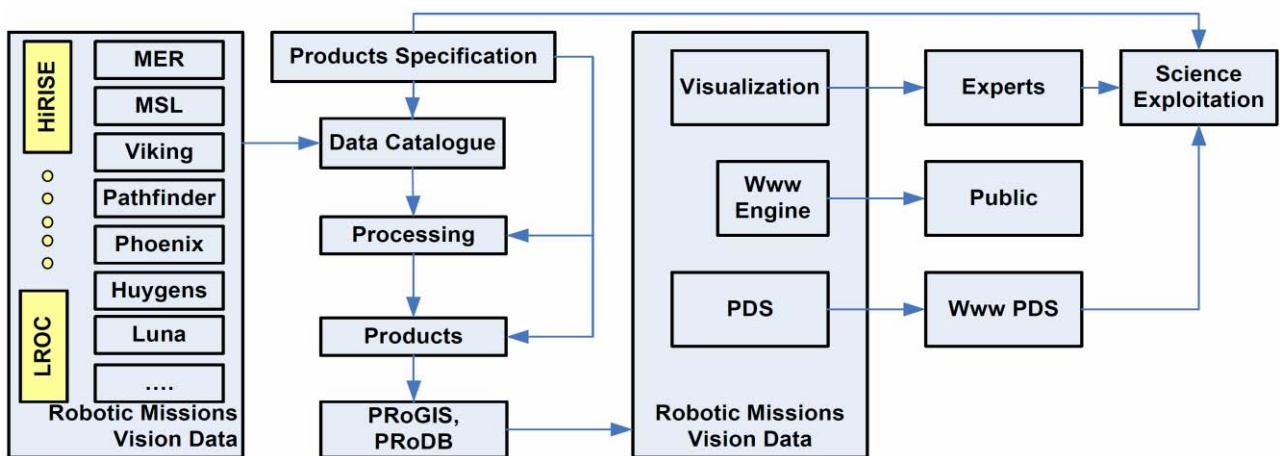 HiRISE
LROC
MER
MSL
Viking
Pathfinder
Phoenix
Huygens
Luna
....
Robotic Missions
Vision Data
Products Specification
Data Catalogue
Processing
Products
PRoGIS,
PRoDB
Visualization
Www
Engine
PDS
Robotic Missions
Vision Data
Experts
Public
Www PDS
Science
Exploitation